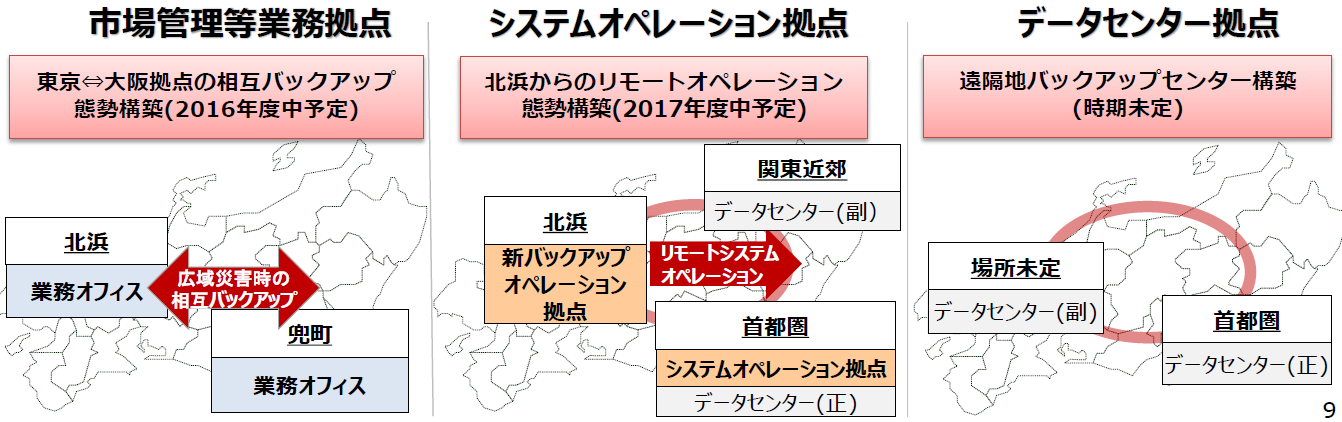 市場管理等業務拠点
東京⇔大阪拠点の相互バックアップ
態勢構築(2016年度中予定)
北浜
業務オフィス
広域災害時の
相互バックアップ
兜町
業務オフィス
システムオペレーション拠点
北浜からのリモートオペレーション
態勢構築(2017年度中予定)
関東近郊
データセンター(副)
北浜
新バックアップ
オペレーション
拠点
リモートシステム
オペレーション
首都圏
システムオペレーション拠点
データセンター(正)
データセンター拠点
遠隔地バックアップセンター構築
(時期未定)
場所未定
データセンター(副)
首都圏
データセンター(正)
9